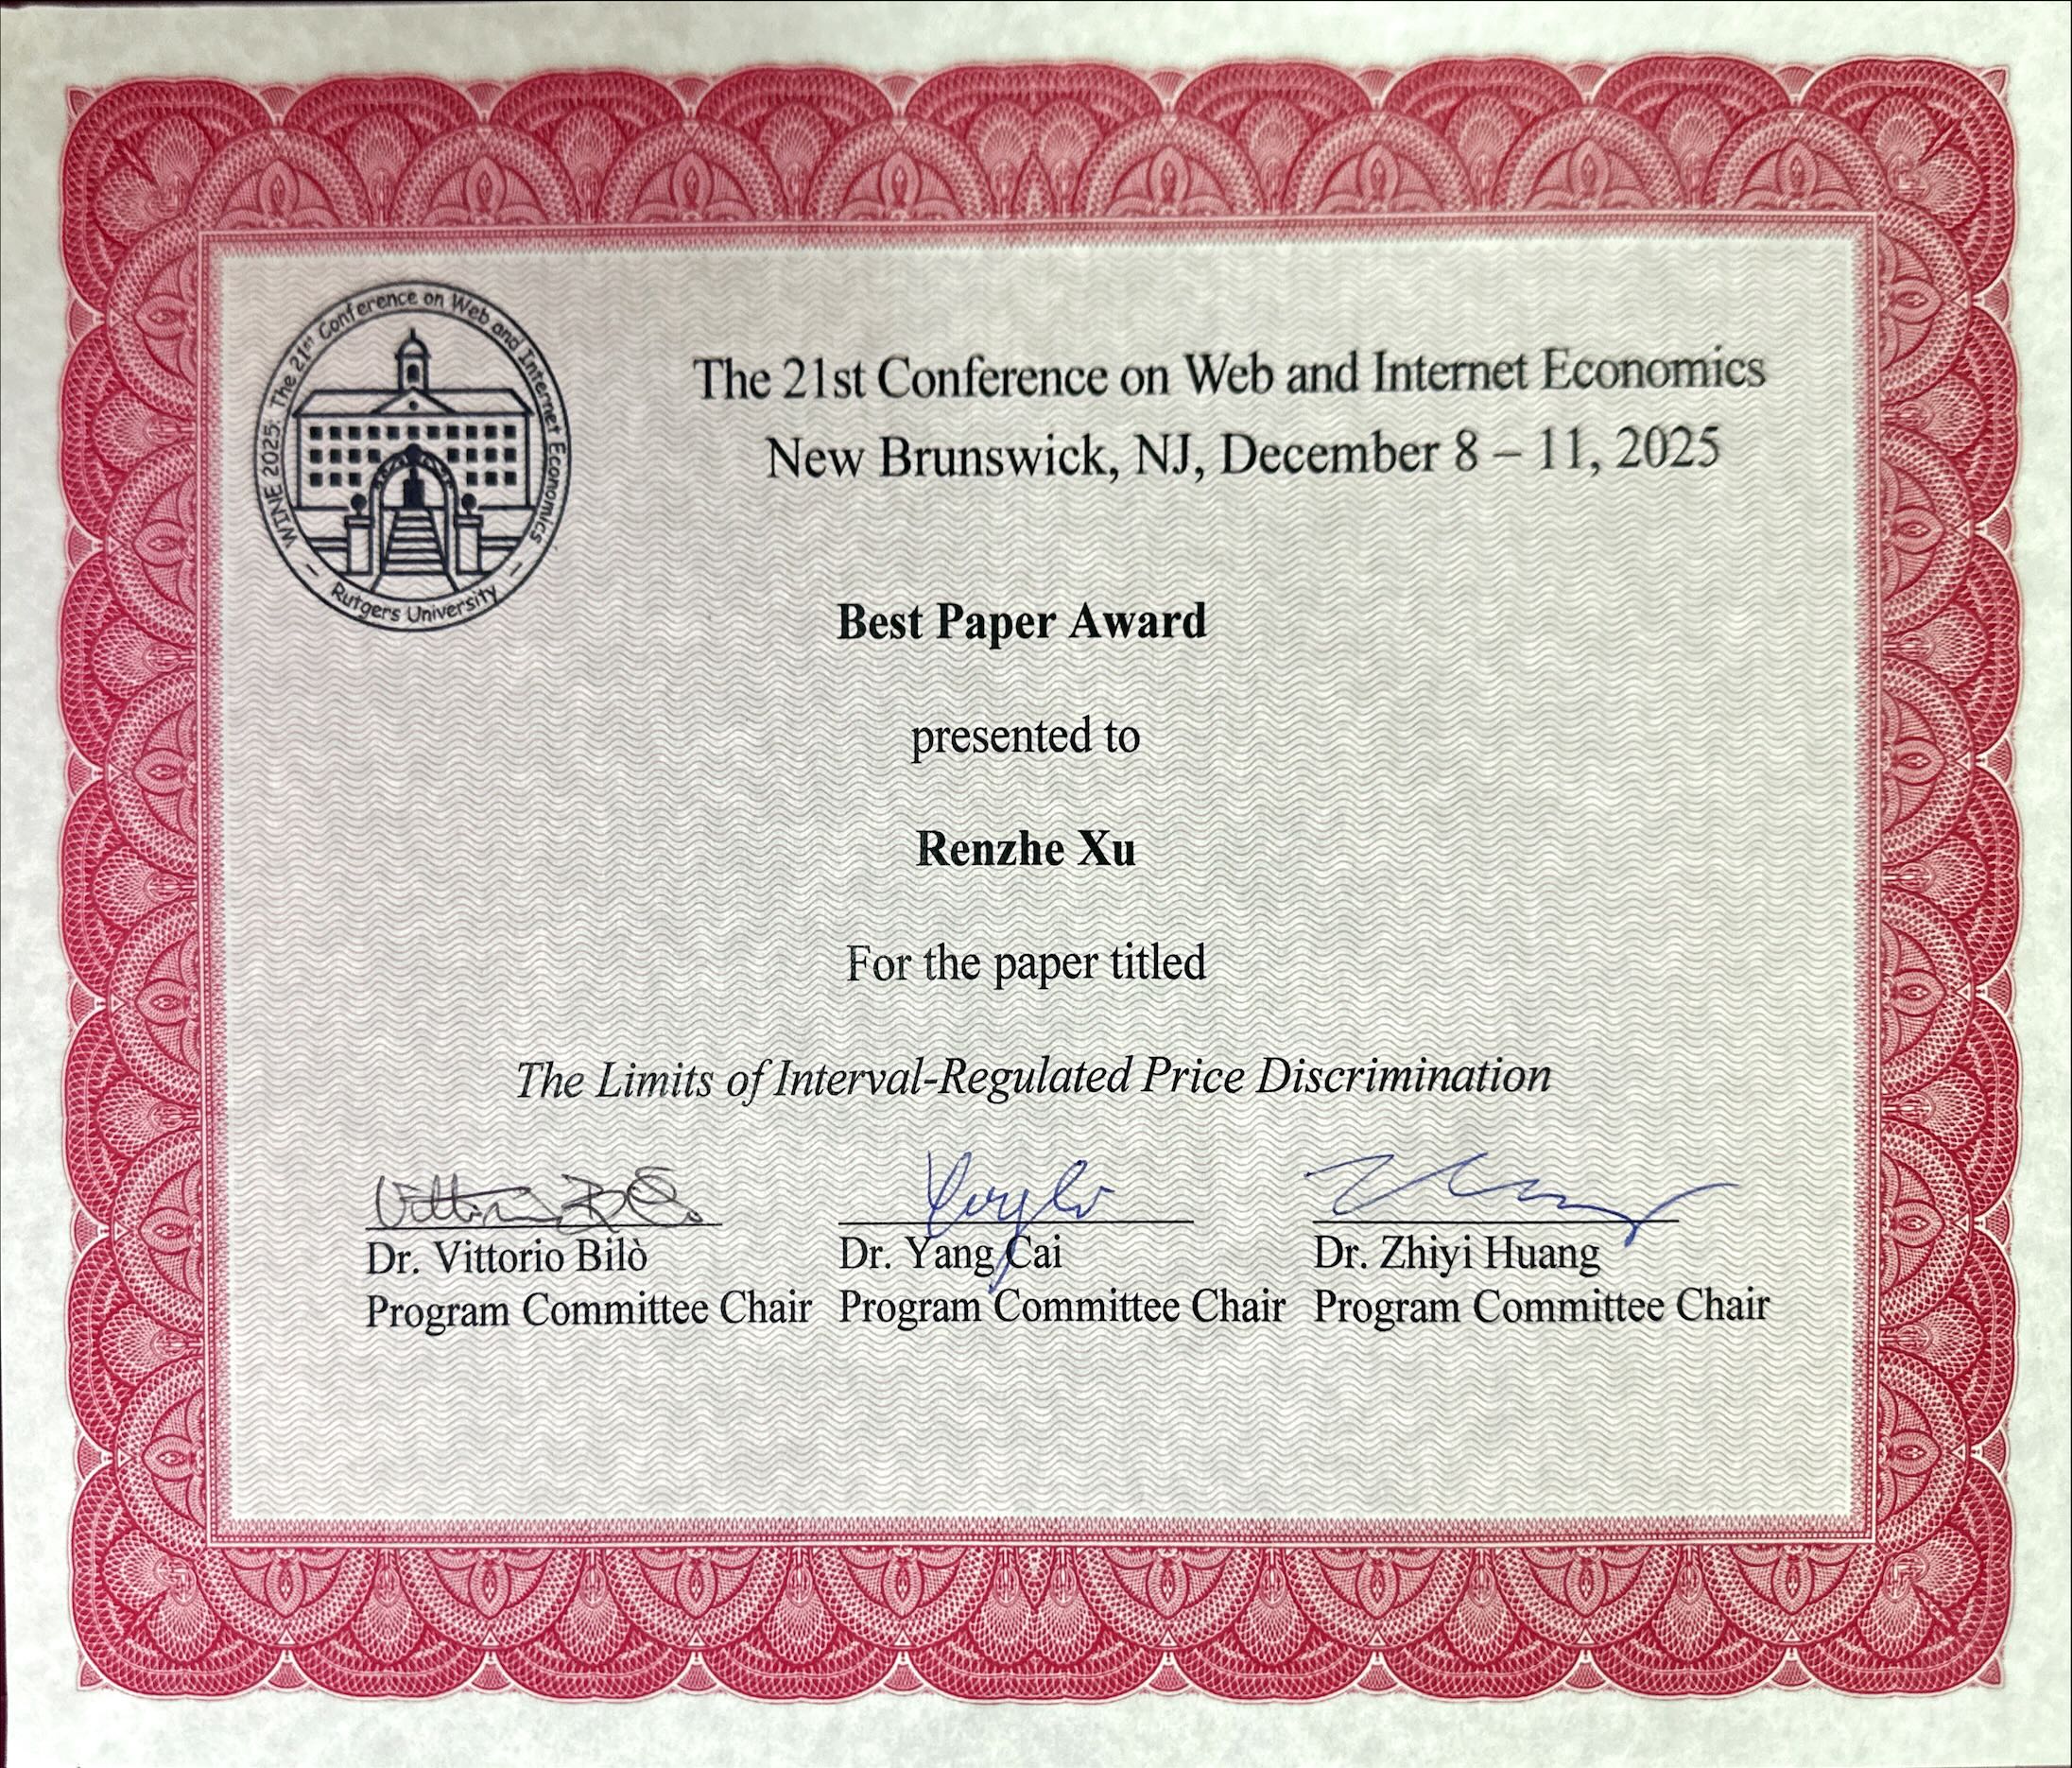 WINE 2025: The 21st Conference on Web and Internet Economics
Rutgers University
The 21st Conference on Web and Internet Economics
New Brunswick, NJ, December 8 – 11, 2025
Best Paper Award
presented to
Renzhe Xu
For the paper titled
The Limits of Interval-Regulated Price Discrimination
Dr. Vittorio Bilò
Program Committee Chair
Dr. Yang Cai
Program Committee Chair
Dr. Zhiyi Huang
Program Committee Chair